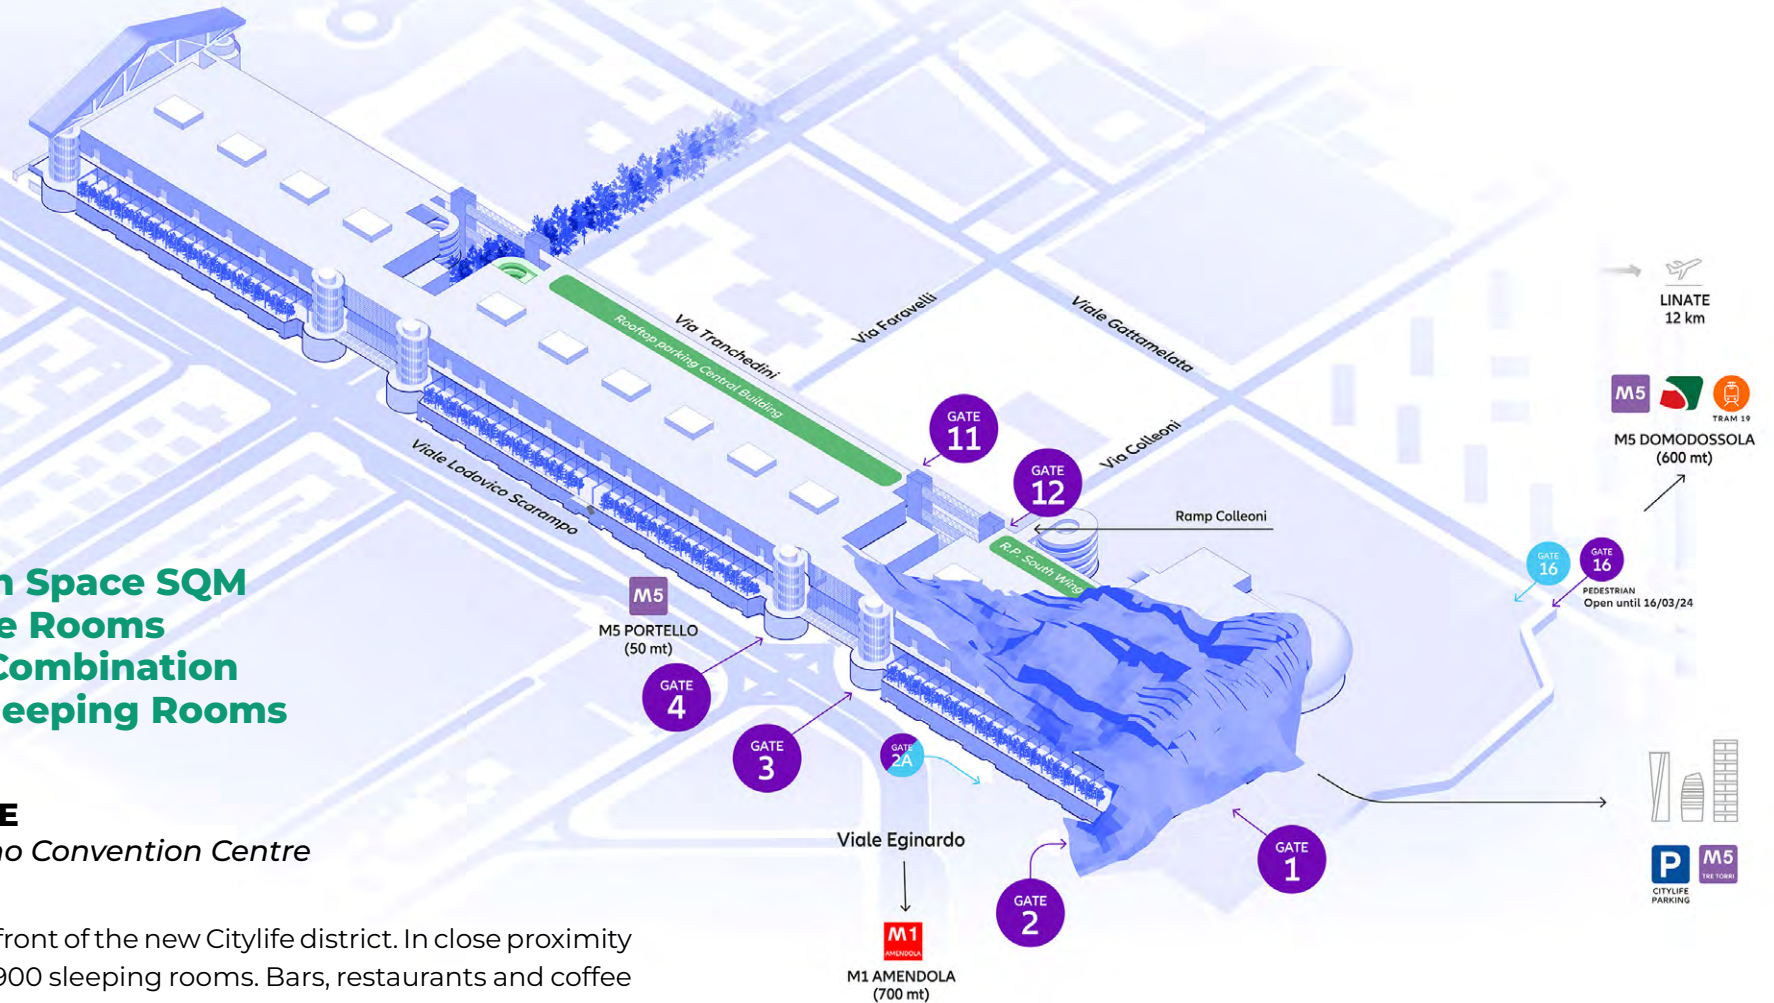 Via Tranchedini
Via Faravelli
Viale Gattamelata
Rooftop parking Central Building
Via Colleoni
Viale Lodovico Scarampo
GATE
11
GATE
12
Ramp Colleoni
R.P. South Wing
LINATE
12 km
M5
TRAM 19
M5 DOMODOSSOLA
(600 mt)
GATE
16
GATE
16
PEDESTRIAN
Open until 16/03/24
n Space SQM
e Rooms
Combination
leeping Rooms
M5
M5 PORTELLO
(50 mt)
GATE
4
GATE
3
GATE
2A
Viale Eginardo
M1
AMENDOLA
M1 AMENDOLA
(700 mt)
GATE
2
GATE
1
P
CITYLIFE
PARKING
M5
TRE TORRI
E
no Convention Centre
front of the new Citylife district. In close proximity
900 sleeping rooms. Bars, restaurants and coffee